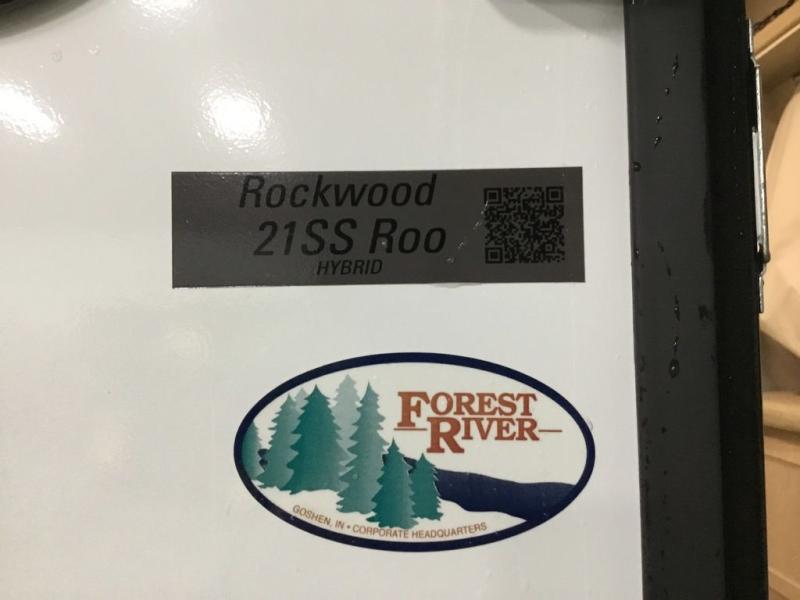 Rockwood
21SS Roo
HYBRID
FOREST
RIVER
GOSHEN, IN • CORPORATE HEADQUARTERS